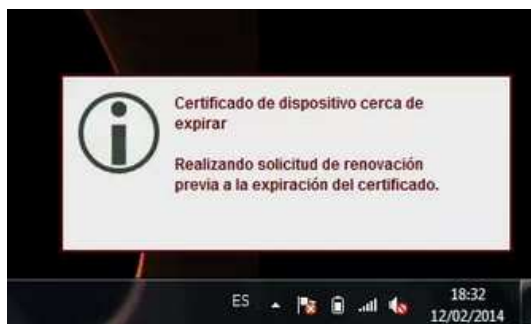 Certificado de dispositivo cerca de
expirar
Realizando solicitud de renovación
previa a la expiración del certificado.
ES
18:32
12/02/2014